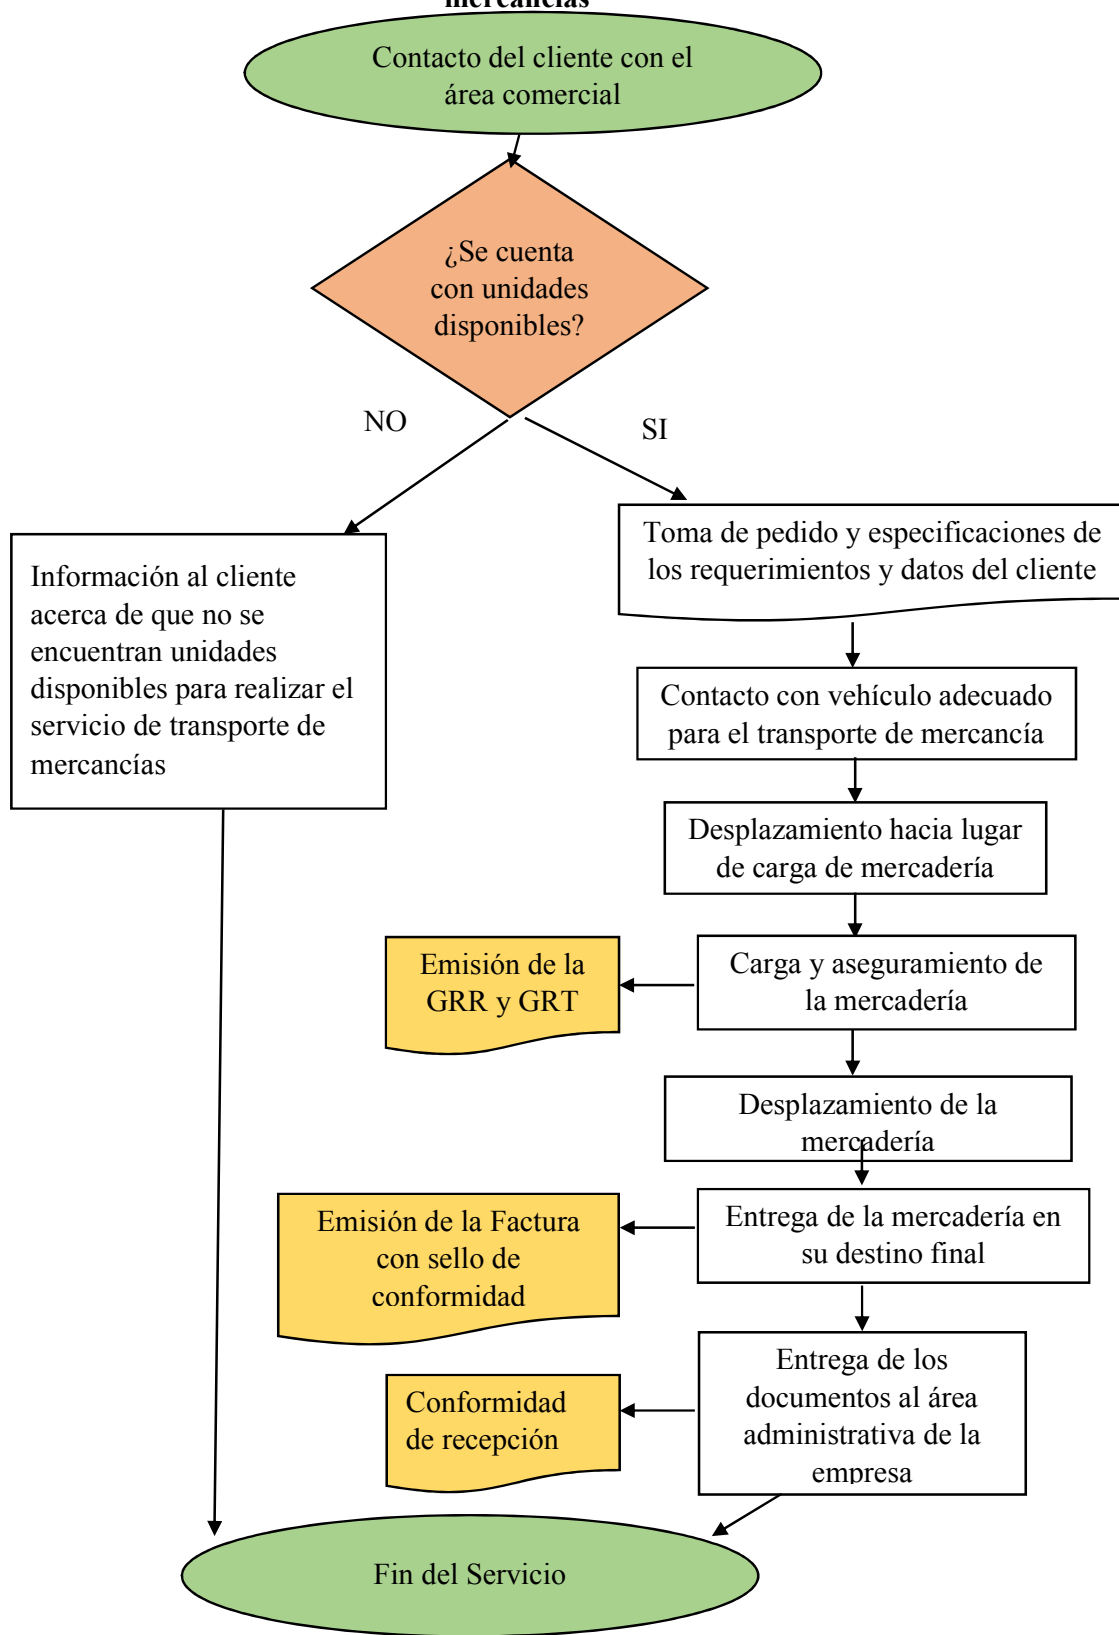 mercancías
Contacto del cliente con el
área comercial
¿Se cuenta
con unidades
disponibles?
NO
SI
Información al cliente
acerca de que no se
encuentran unidades
disponibles para realizar el
servicio de transporte de
mercancías
Toma de pedido y especificaciones de
los requerimientos y datos del cliente
Contacto con vehículo adecuado
para el transporte de mercancía
Desplazamiento hacia lugar
de carga de mercadería
Carga y aseguramiento de
la mercadería
Emisión de la
GRR y GRT
Desplazamiento de la
mercadería
Entrega de la mercadería en
su destino final
Emisión de la Factura
con sello de
conformidad
Entrega de los
documentos al área
administrativa de la
empresa
Conformidad
de recepción
Fin del Servicio